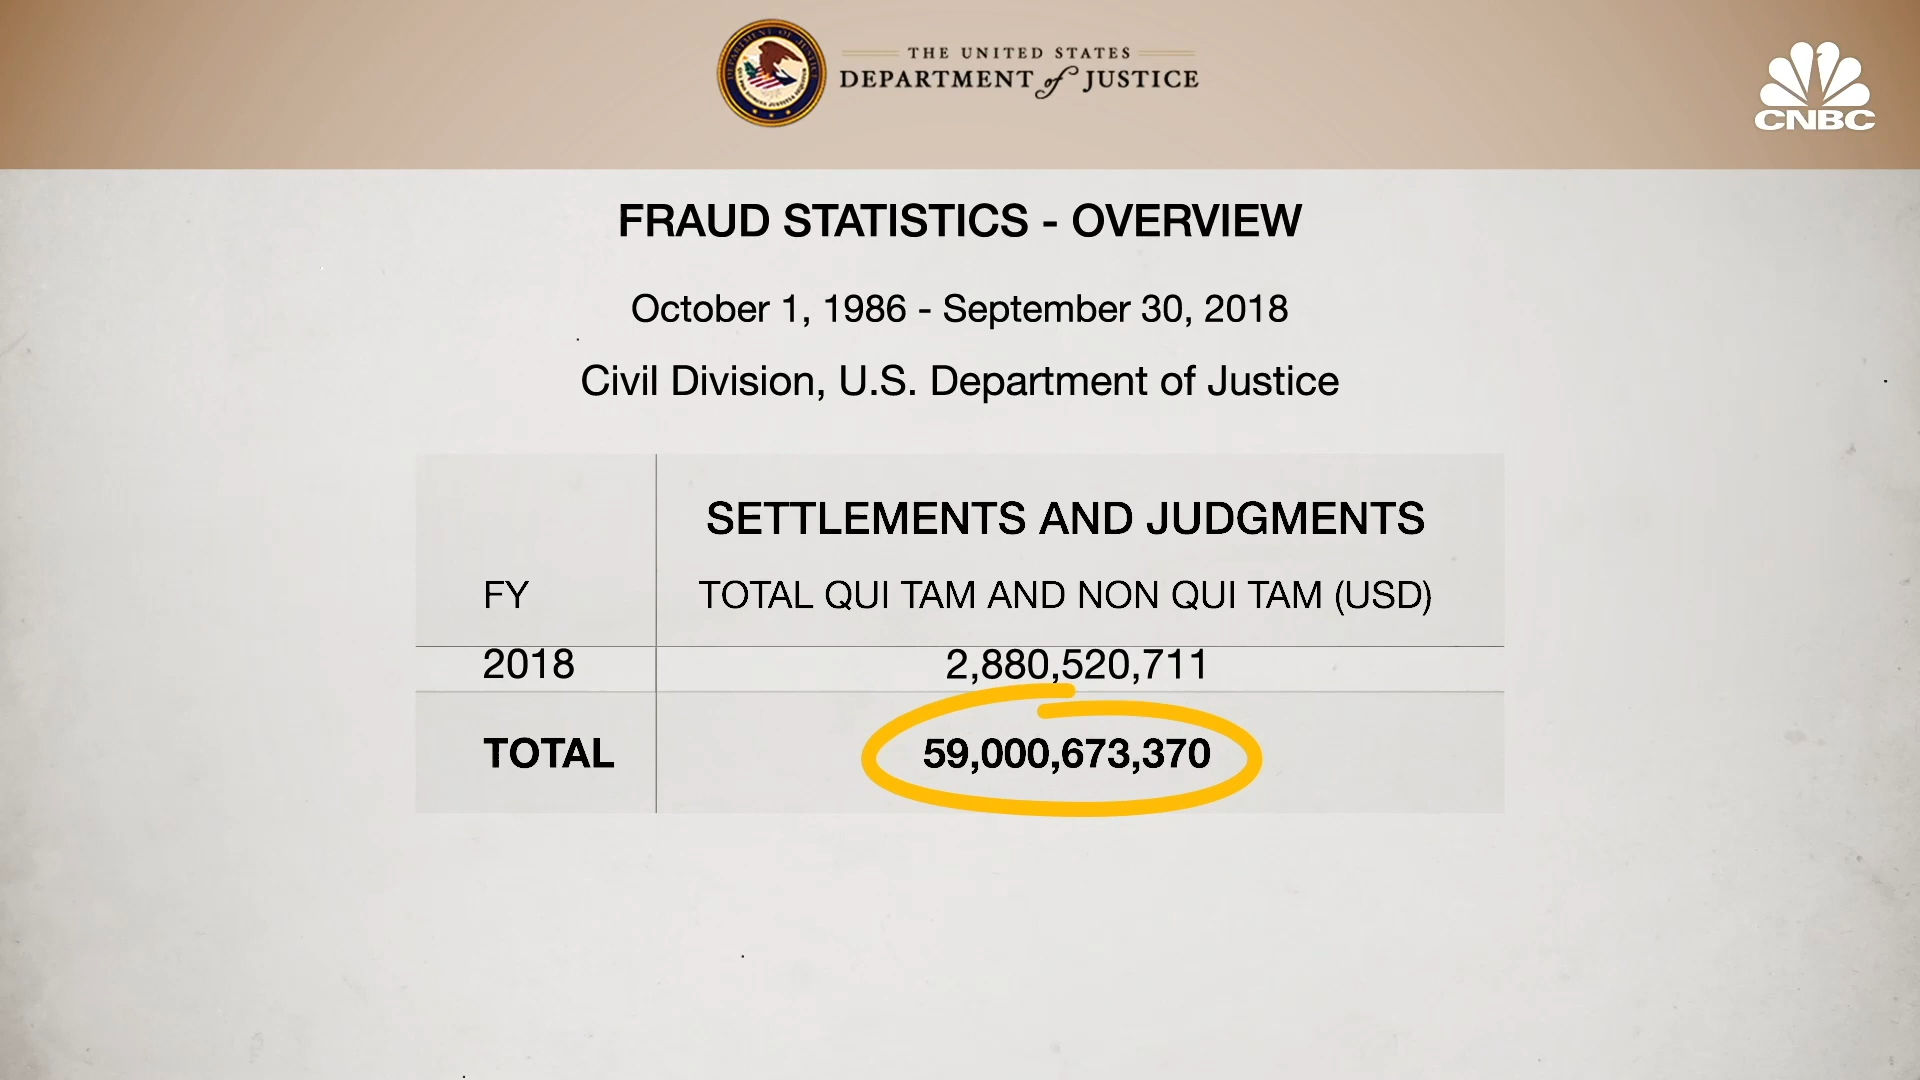 THE UNITED STATES
DEPARTMENT of JUSTICE
CNBC
FRAUD STATISTICS - OVERVIEW
October 1, 1986 - September 30, 2018
Civil Division, U.S. Department of Justice
SETTLEMENTS AND JUDGMENTS
FY TOTAL QUI TAM AND NON QUI TAM (USD)
2018 2,880,520,711
TOTAL 59,000,673,370